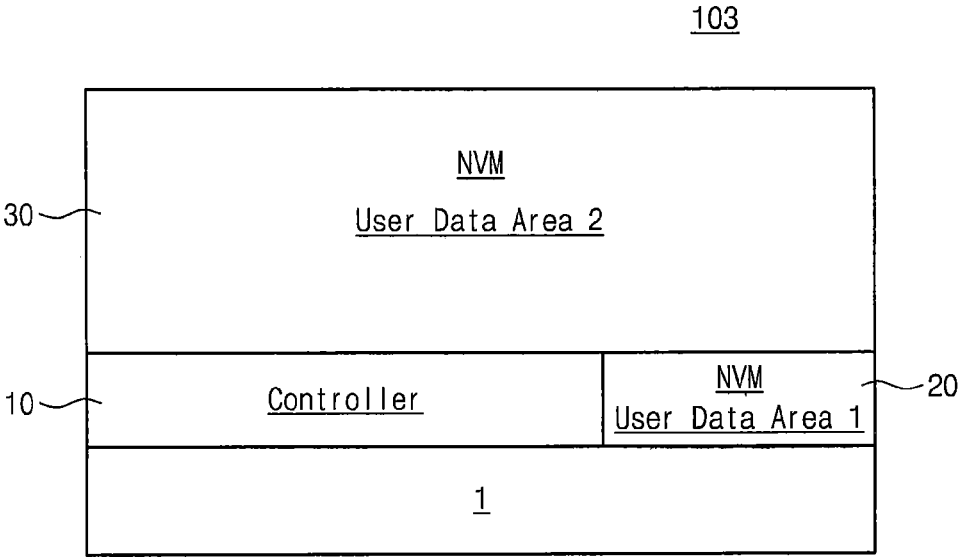 103
NVM
30
User Data Area 2
10
Controller
NVM
20
User Data Area 1
1